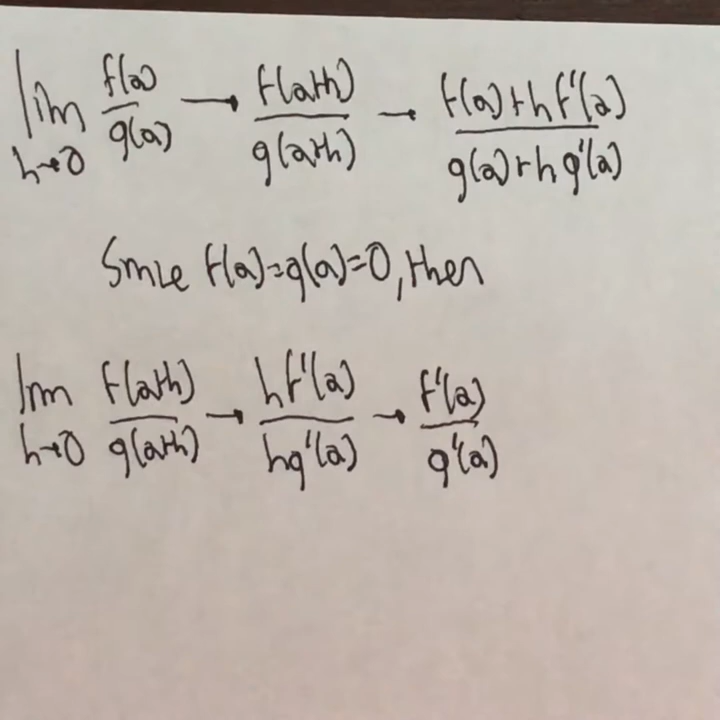 lim h→0 f(a)/g(a) → f(a+h)/g(a+h) → f(a)+hf'(a)/g(a)+hg'(a)
Since f(a)=g(a)=0, then
lim h→0 f(a+h)/g(a+h) → hf'(a)/hg'(a) → f'(a)/g'(a)